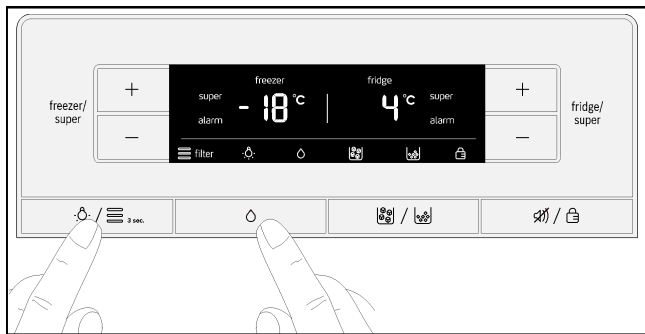 freezer/
super
+
−
freezer
super
alarm
-18 °C
fridge
4 °C
super
alarm
filter
+
−
fridge/
super
/ 3 sec.
/
/